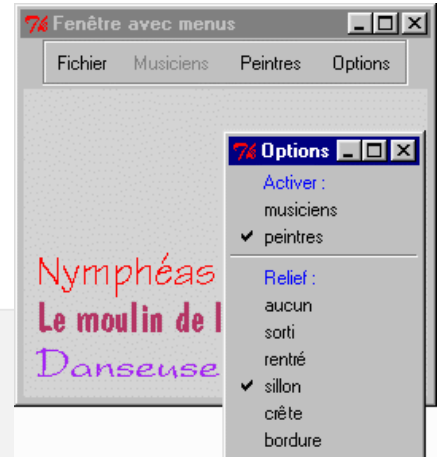 Fenêtre avec menus
Fichier Musiciens Peintres Options
Options
Activer :
musiciens
peintres
Relief :
aucun
sorti
rentré
sillon
crête
bordure
Nymphéas
Le moulin de l
Danseuse